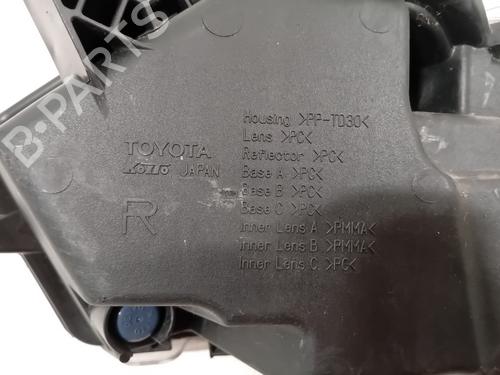 B-PARTS
TOYOTA
KOITO JAPAN
R
Housing >PP-TD30<
Lens >PC<
Reflector >PC<
Base A >PC<
Base B >PC<
Base C >PC<
Inner Lens A >PMMA<
Inner Lens B >PMMA<
Inner Lens C >PC<